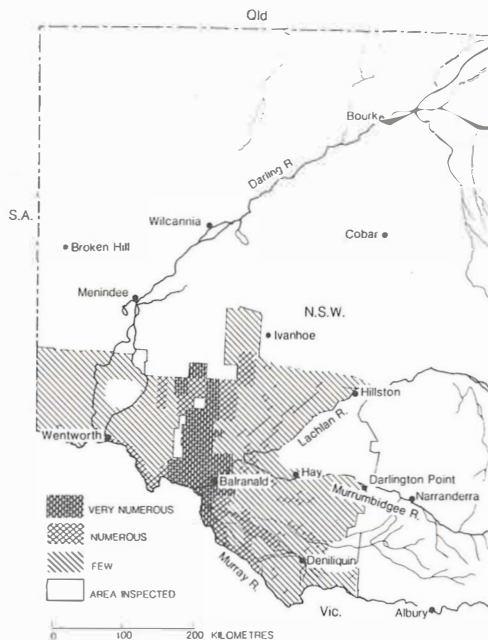 Qld
Bourke
Darling R.
S.A.
Wilcannia
Cobar
Broken Hill
Menindee
N.S.W.
Ivanhoe
Hillston
Lachlan R.
Wentworth
Hay
Darlington Point
Balranald
Murrumbidgee R.
Narranderra
VERY NUMEROUS
NUMEROUS
FEW
AREA INSPECTED
Deniliquin
Murray R.
Vic.
Albury
0 100 200 KILOMETRES